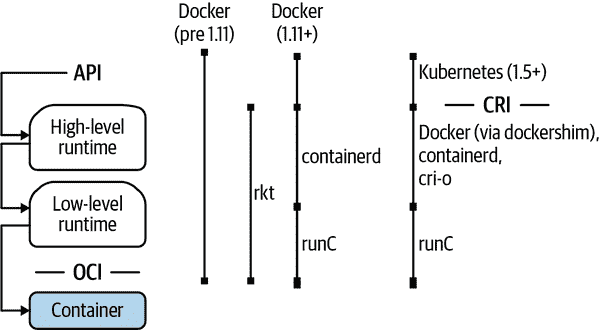 Docker
(pre 1.11)
Docker
(1.11+)
API
Kubernetes (1.5+)
CRI
High-level
runtime
containerd
Docker (via dockershim),
containerd,
cri-o
Low-level
runtime
rkt
runC
runC
OCI
Container